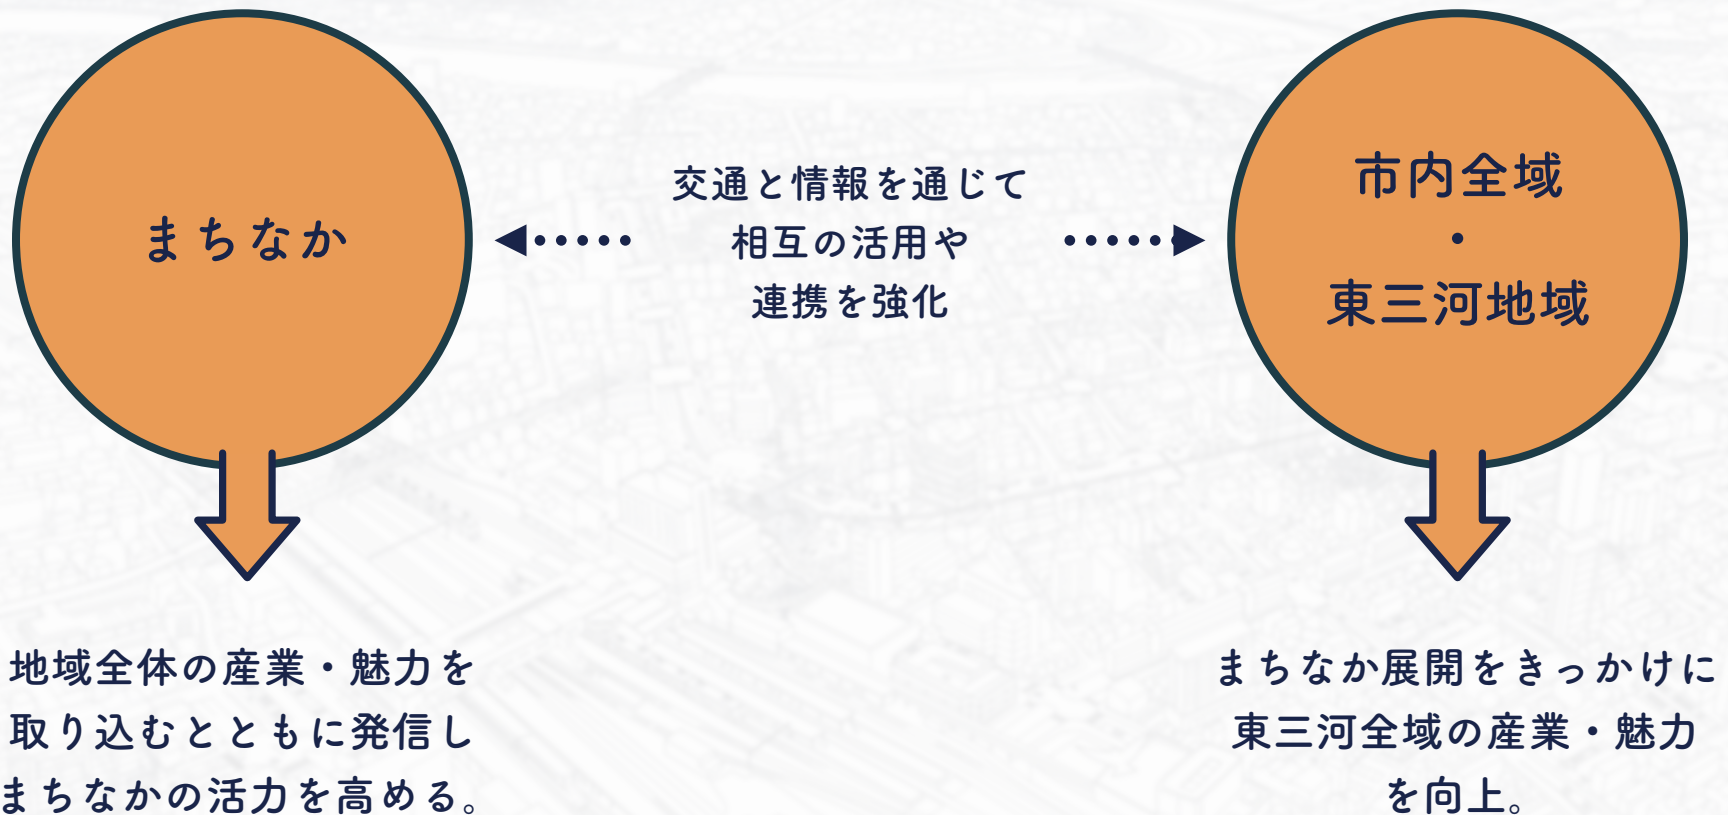 まちなか
交通と情報を通じて
相互の活用や
連携を強化
市内全域
・
東三河地域
地域全体の産業・魅力を
取り込むとともに発信し
まちなかの活力を高める。
まちなか展開をきっかけに
東三河全域の産業・魅力
を向上。